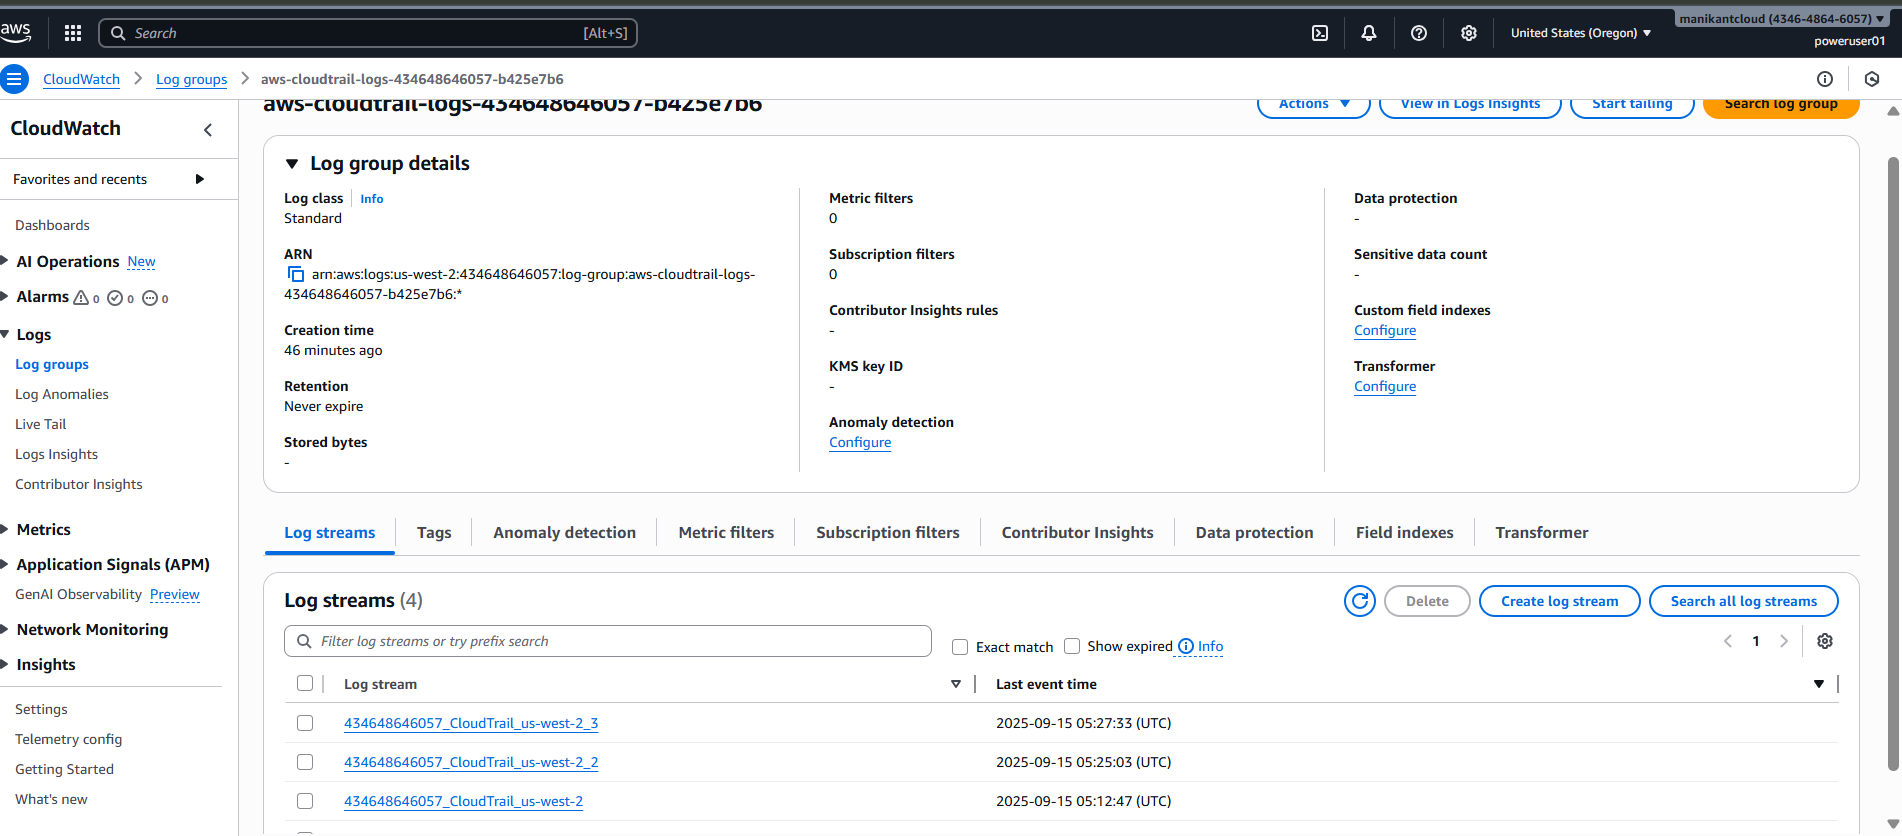 aws
Search
[Alt+S]
United States (Oregon)
manikantcloud (4346-4864-6057)
poweruser01
CloudWatch
Log groups
aws-cloudtrail-logs-434648646057-b425e7b6
CloudWatch
Favorites and recents
Dashboards
AI Operations New
Alarms 0 0 0
Logs
Log groups
Log Anomalies
Live Tail
Logs Insights
Contributor Insights
Metrics
Application Signals (APM)
GenAI Observability Preview
Network Monitoring
Insights
Settings
Telemetry config
Getting Started
What's new
aws-cloudtrail-logs-434648646057-b425e7b6
Actions
View in Logs Insights
Start tailing
Search log group
Log group details
Log class Info
Standard
ARN
arn:aws:logs:us-west-2:434648646057:log-group:aws-cloudtrail-logs-
434648646057-b425e7b6:*
Creation time
46 minutes ago
Retention
Never expire
Stored bytes
-
Metric filters
0
Subscription filters
0
Contributor Insights rules
-
KMS key ID
-
Anomaly detection
Configure
Data protection
-
Sensitive data count
-
Custom field indexes
Configure
Transformer
Configure
Log streams
Tags
Anomaly detection
Metric filters
Subscription filters
Contributor Insights
Data protection
Field indexes
Transformer
Log streams (4)
Delete
Create log stream
Search all log streams
Filter log streams or try prefix search
Exact match
Show expired
Info
1
Log stream
Last event time
434648646057_CloudTrail_us-west-2_3
2025-09-15 05:27:33 (UTC)
434648646057_CloudTrail_us-west-2_2
2025-09-15 05:25:03 (UTC)
434648646057_CloudTrail_us-west-2
2025-09-15 05:12:47 (UTC)